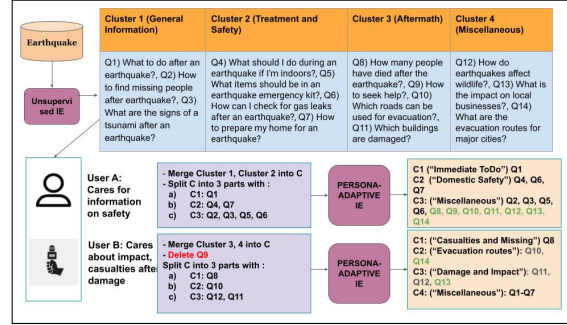 Earthquake
Unsupervi
sed IE
Cluster 1 (General
Information)
Cluster 2 (Treatment and
Safety)
Cluster 3 (Aftermath)
Cluster 4
(Miscellaneous)
Q1) What to do after an
earthquake?, Q2) How
to find missing people
after earthquake?, Q3)
What are the signs of a
tsunami after an
earthquake?
Q4) What should I do during an
earthquake if I'm indoors?, Q5)
What items should be in an
earthquake emergency kit?, Q6)
How can I check for gas leaks
after an earthquake?, Q7) How
to prepare my home for an
earthquake?
Q8) How many people
have died after the
earthquake?, Q9) How
to seek help?, Q10)
Which roads can be
used for evacuation?,
Q11) Which buildings
are damaged?
Q12) How do
earthquakes affect
wildlife?, Q13) What is
the impact on local
businesses?, Q14)
What are the
evacuation routes for
major cities?
User A:
Cares for
information
on safety
- Merge Cluster 1, Cluster 2 into C
- Split C into 3 parts with :
a) C1: Q1
b) C2: Q4, Q7
c) C3: Q2, Q3, Q5, Q6
PERSONA-
ADAPTIVE
IE
C1 ("Immediate ToDo") Q1
C2 ("Domestic Safety") Q4, Q6,
Q7
C3: ("Miscellaneous") Q2, Q3, Q5,
Q6, Q8, Q9, Q10, Q11, Q12, Q13,
Q14
User B: Cares
about impact,
casualties after
damage
- Merge Cluster 3, 4 into C
- Delete Q9
Split C into 3 parts with :
a) C1: Q8
b) C2: Q10
c) C3: Q12, Q11
PERSONA-
ADAPTIVE
IE
C1: ("Casualties and Missing") Q8
C2: ("Evacuation routes"): Q10,
Q14
C3: ("Damage and Impact"): Q11,
Q12, Q13
C4: ("Miscellaneous"): Q1-Q7